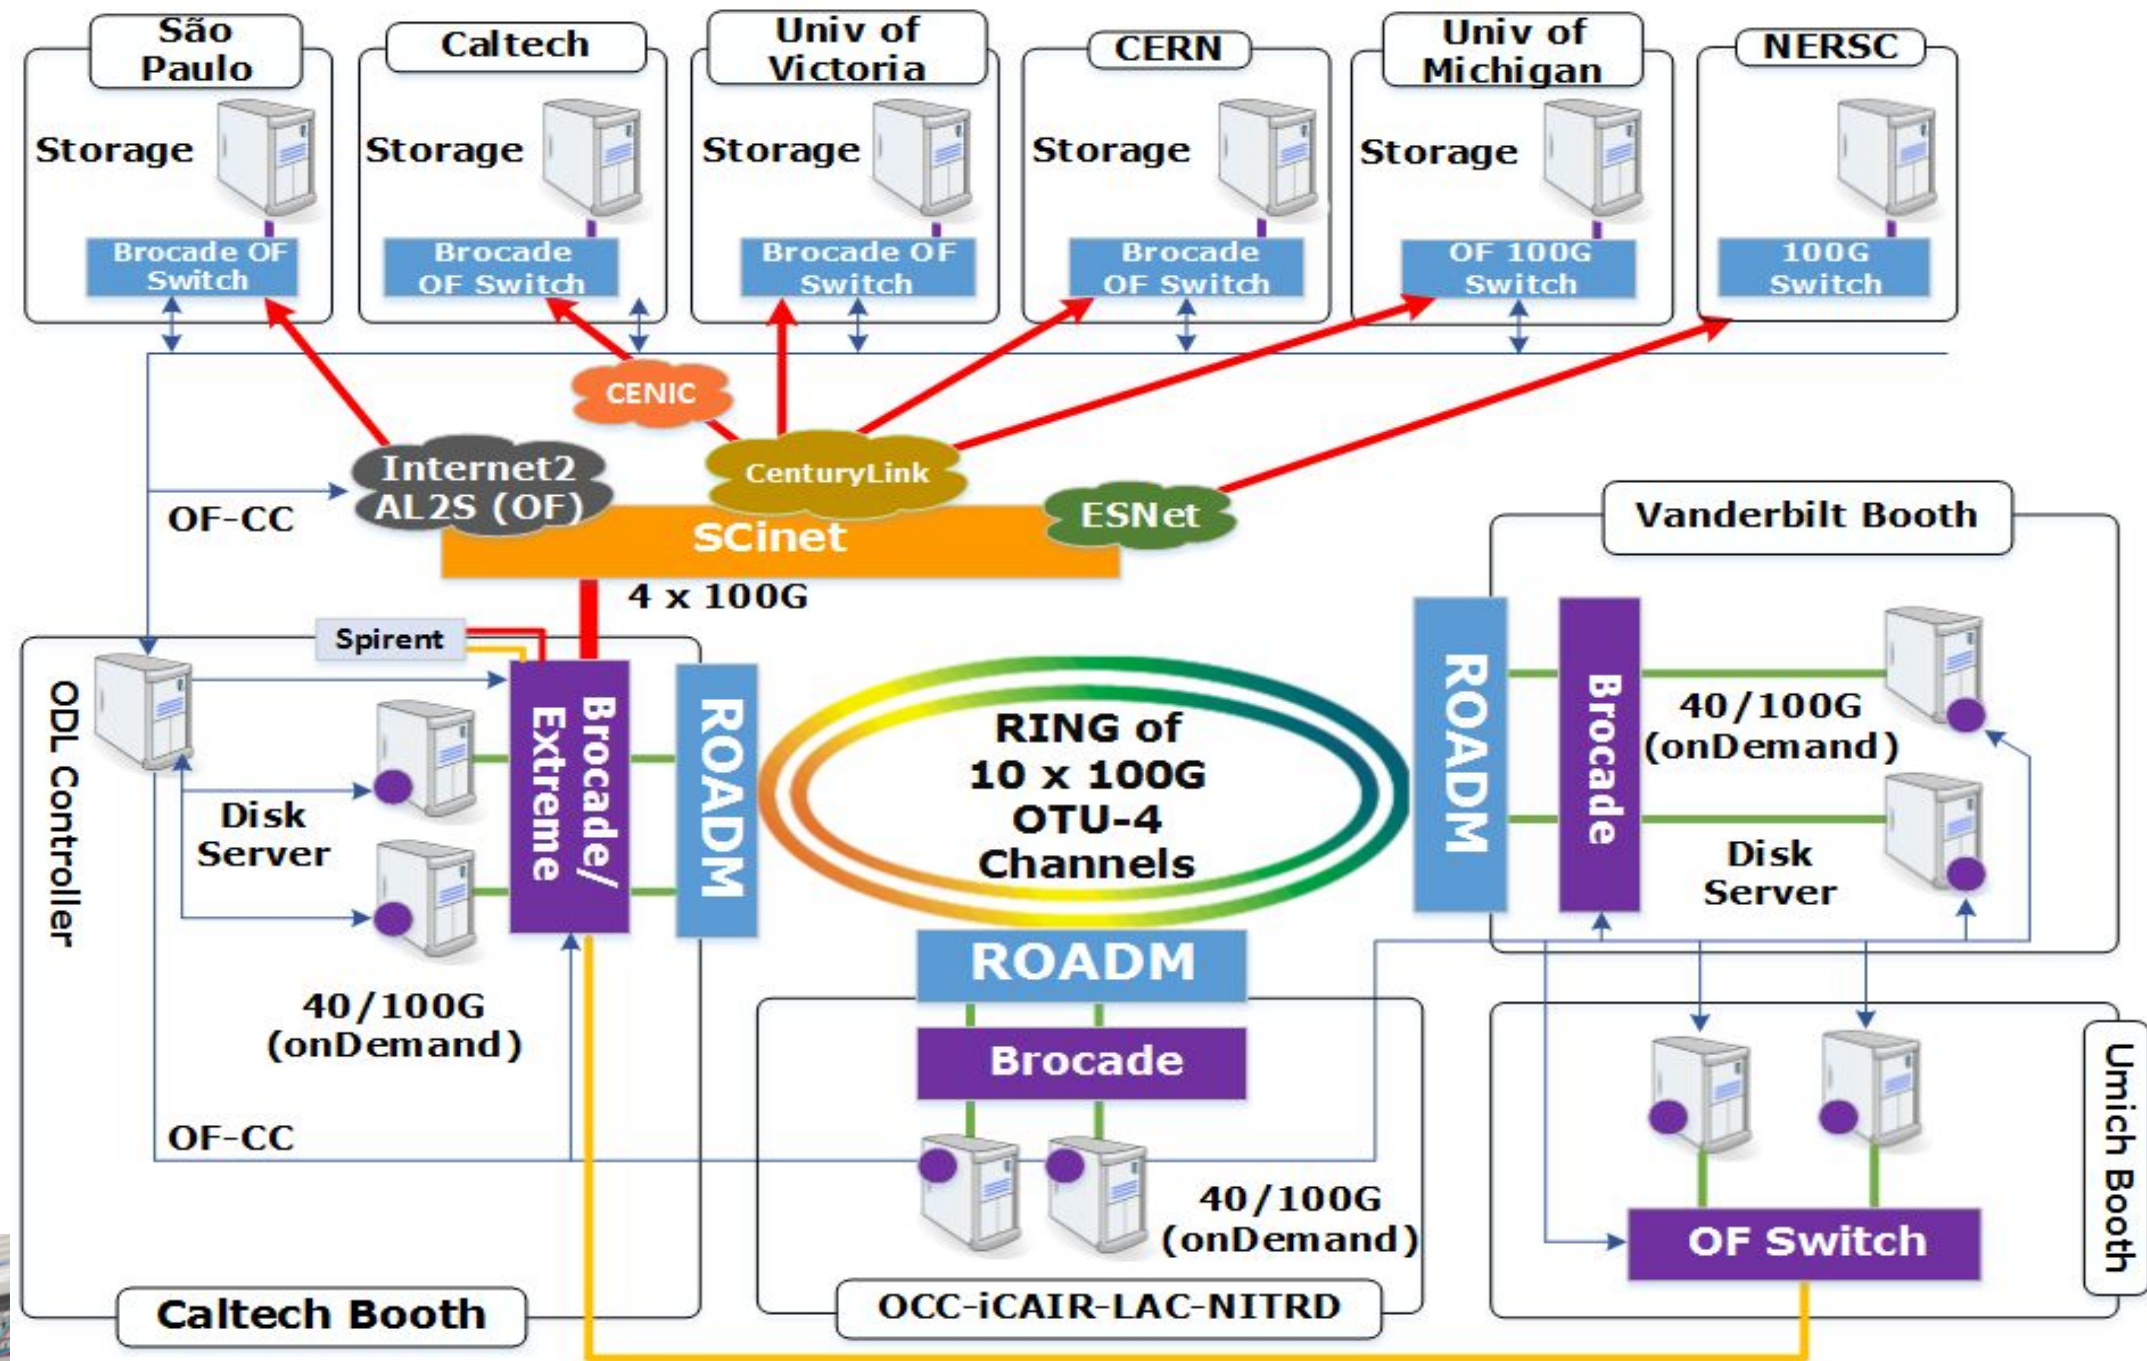 São
Paulo
Caltech
Univ of
Victoria
CERN
Univ of
Michigan
NERSC
Storage
Storage
Storage
Storage
Storage
Brocade OF
Switch
Brocade
OF Switch
Brocade OF
Switch
Brocade
OF Switch
OF 100G
Switch
100G
Switch
CENIC
Internet2
AL2S (OF)
CenturyLink
ESNet
OF-CC
SCinet
4 x 100G
Vanderbilt Booth
Spirent
ODL Controller
Disk
Server
Brocade/
Extreme
ROADM
40/100G
(onDemand)
OF-CC
Caltech Booth
RING of
10 x 100G
OTU-4
Channels
ROADM
Brocade
40/100G
(onDemand)
OCC-iCAIR-LAC-NITRD
ROADM
Brocade
40/100G
(onDemand)
Disk
Server
Umich Booth
OF Switch